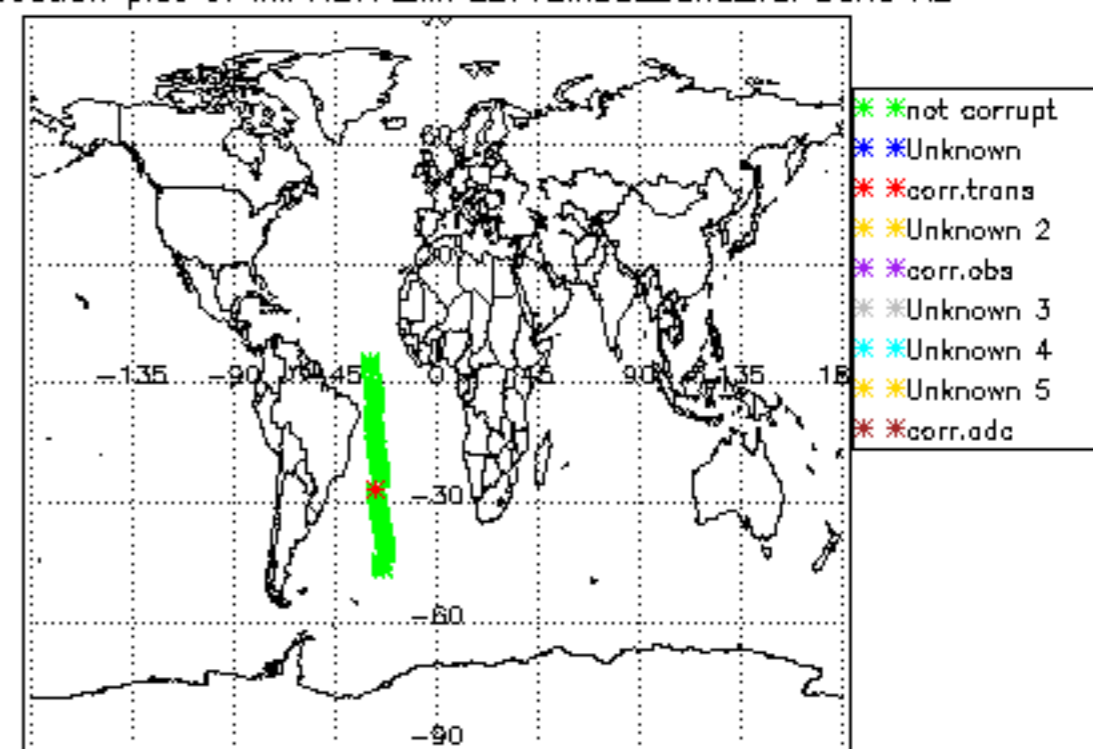 not corrupt
Unknown
corr.trans
Unknown 2
corr.obs
Unknown 3
Unknown 4
Unknown 5
corr.adc
60
-135 -90 45 0 45 90 135
-30
-60
-90